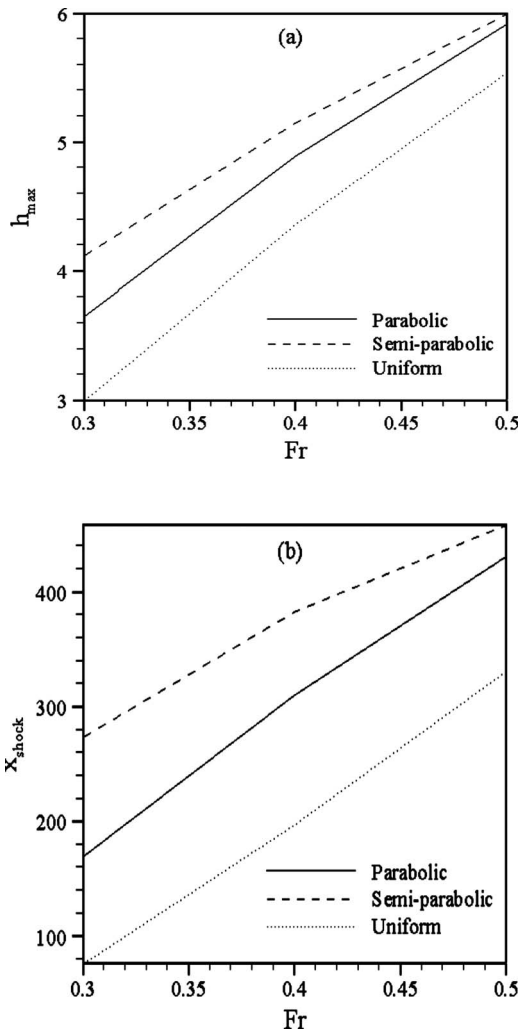 (a)
6
5
4
3
h_max
Parabolic
Semi-parabolic
Uniform
0.3 0.35 0.4 0.45 0.5
Fr
(b)
400
300
200
100
x_shock
Parabolic
Semi-parabolic
Uniform
0.3 0.35 0.4 0.45 0.5
Fr